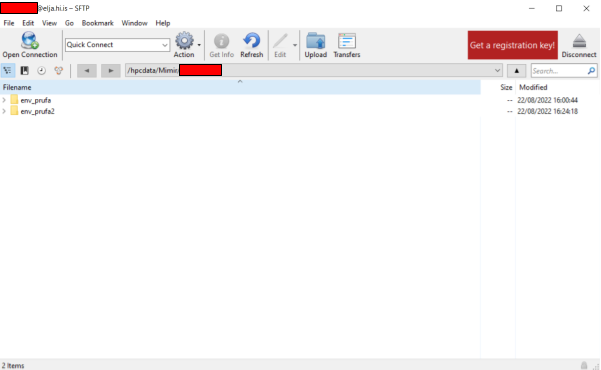 @elja.hi.is – SFTP
File Edit View Go Bookmark Window Help
Open Connection
Quick Connect
Action
Get Info
Refresh
Edit
Upload
Transfers
Get a registration key!
Disconnect
/hpcdata/Mimir
Search...
Filename Size Modified
env_prufa -- 22/08/2022 16:00:44
env_prufa2 -- 22/08/2022 16:24:18
2 Items